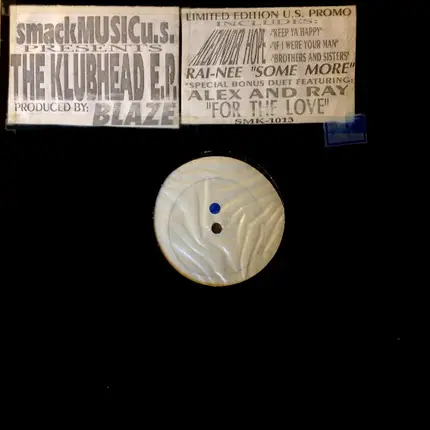 smackMUSICu.s.
PRESENTS
THE KLUBHEAD E.P.
PRODUCED BY: BLAZE
LIMITED EDITION U.S. PROMO
INCLUDES:
ALEXANDER HOPE
"KEEP YA HAPPY"
"IF I WERE YOUR MAN"
"BROTHERS AND SISTERS"
RAI-NEE "SOME MORE"
*SPECIAL BONUS DUET FEATURING:
ALEX AND RAY
"FOR THE LOVE"
SMK-1013